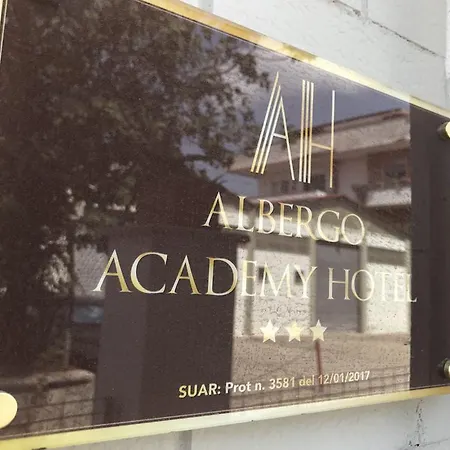 AH
ALBERGO
ACADEMY HOTEL
SUAR: Prot n. 3581 del 12/01/2017